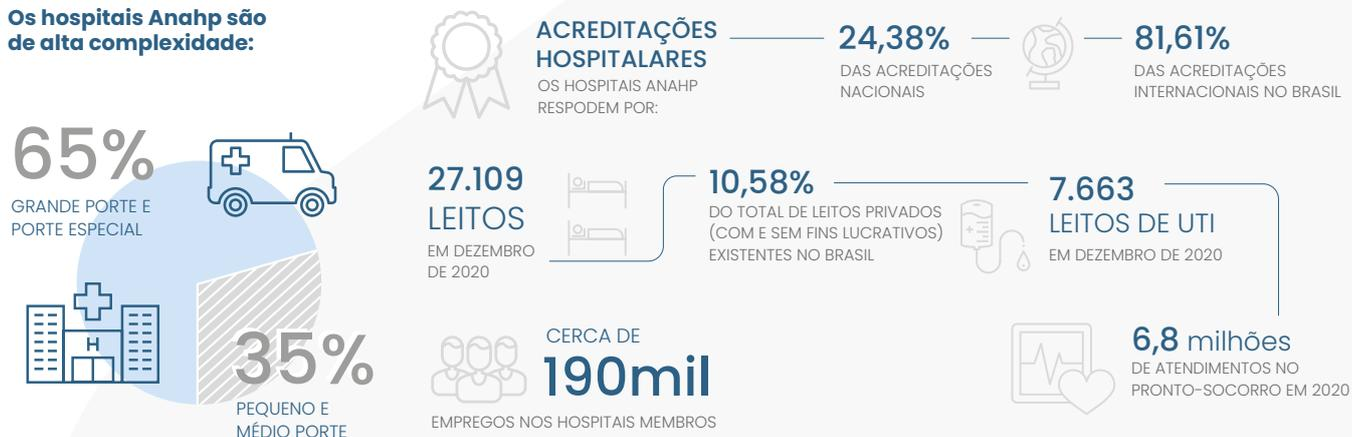 Os hospitais Anahp são
de alta complexidade:
65%
GRANDE PORTE E
PORTE ESPECIAL
H
35%
PEQUENO E
MÉDIO PORTE
ACREDITAÇÕES
HOSPITALARES
OS HOSPITAIS ANAHP
RESPODEM POR:
24,38%
DAS ACREDITAÇÕES
NACIONAIS
81,61%
DAS ACREDITAÇÕES
INTERNACIONAIS NO BRASIL
27.109
LEITOS
EM DEZEMBRO
DE 2020
10,58%
DO TOTAL DE LEITOS PRIVADOS
(COM E SEM FINS LUCRATIVOS)
EXISTENTES NO BRASIL
7.663
LEITOS DE UTI
EM DEZEMBRO DE 2020
CERCA DE
190mil
EMPREGOS NOS HOSPITAIS MEMBROS
6,8 milhões
DE ATENDIMENTOS NO
PRONTO-SOCORRO EM 2020